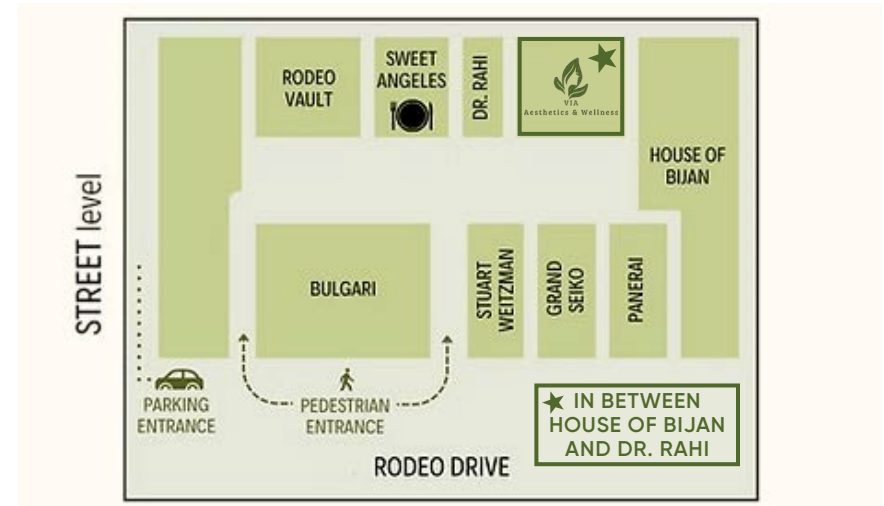 STREET level
RODEO
VAULT
SWEET
ANGELES
DR. RAHI
VIA
Aesthetics & Wellness
HOUSE OF
BIJAN
BULGARI
STUART
WEITZMAN
GRAND
SEIKO
PANERAI
PARKING
ENTRANCE
PEDESTRIAN
ENTRANCE
IN BETWEEN
HOUSE OF BIJAN
AND DR. RAHI
RODEO DRIVE